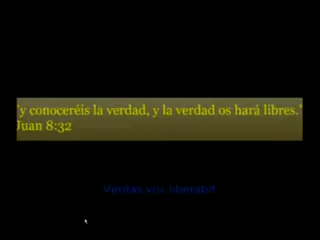 'y conoceréis la verdad, y la verdad os hará libres.'
Juan 8:32
Veritas vos liberabit